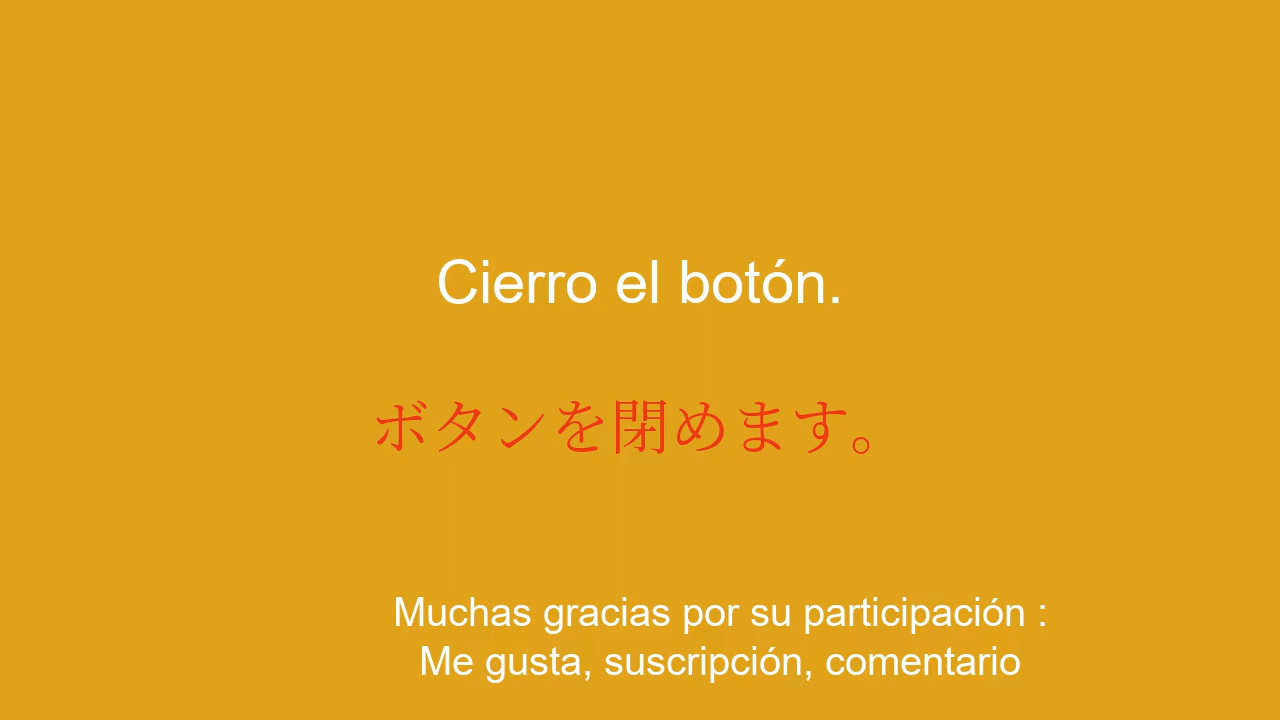 Cierro el botón.
ボタンを閉めます。
Muchas gracias por su participación :
Me gusta, suscripción, comentario